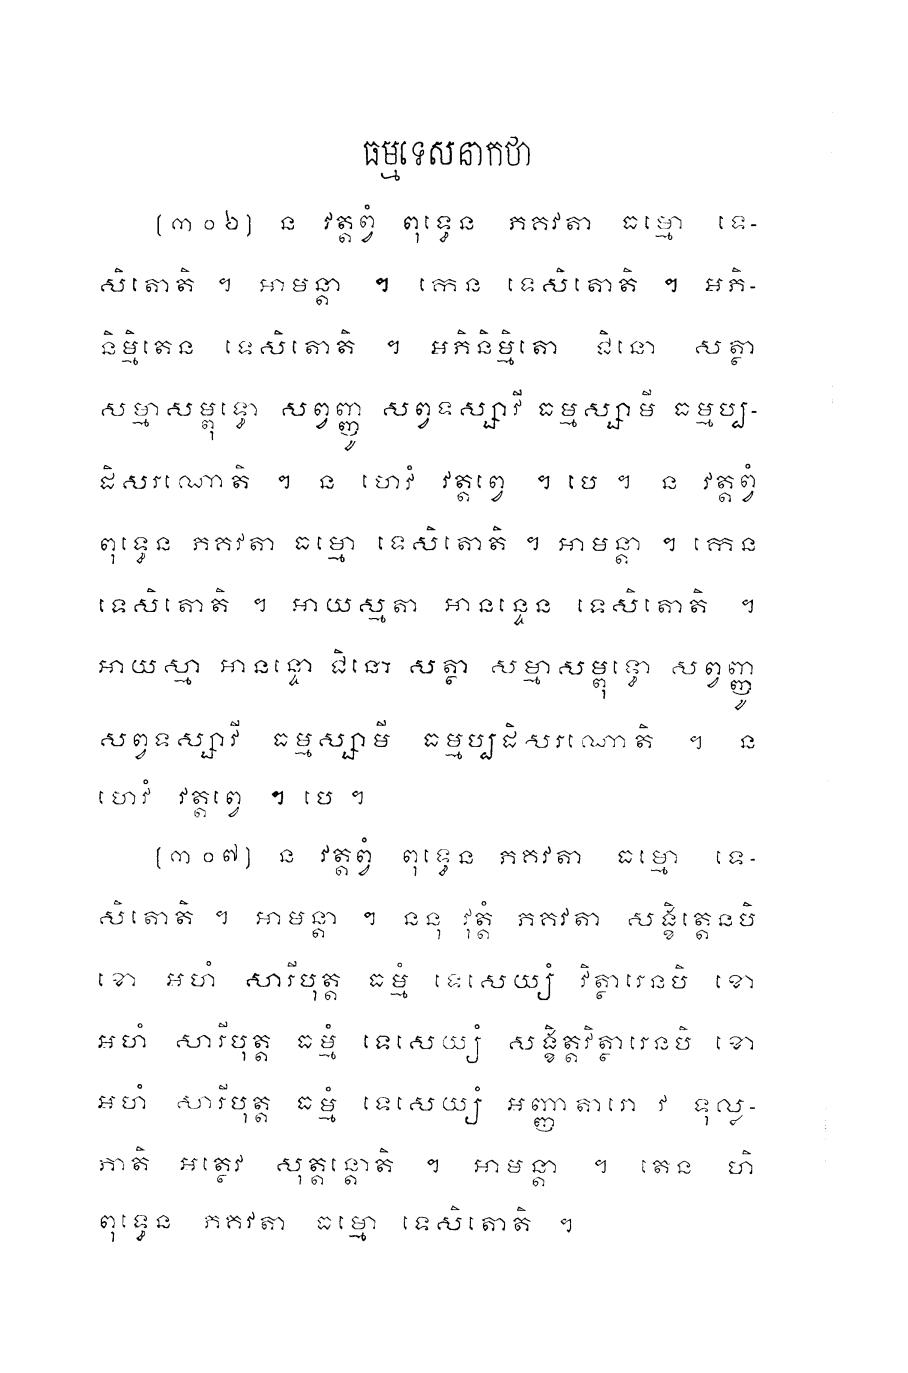 ធម្មទេសនាកថា
[៣០៦] ន វត្តព្វំ ពុទ្ធេន ភគវតា ធម្មោ ទេ-
សិតោតិ ។ អាមន្តា ។ កេន ទេសិតោតិ ។ អភិ-
និម្មិតេន ទេសិតោតិ ។ អភិនិម្មិតោ ជិនោ សត្ថា
សម្មាសម្ពុទ្ធោ សព្វញ្ញូ សព្វទស្សាវី ធម្មស្សាមី ធម្មប្ប-
ដិសរណោតិ ។ ន ហេវំ វត្តព្វេ ។ បេ ។ ន វត្តព្វំ
ពុទ្ធេន ភគវតា ធម្មោ ទេសិតោតិ ។ អាមន្តា ។ កេន
ទេសិតោតិ ។ អាយស្មតា អានន្ទេន ទេសិតោតិ ។
អាយស្មា អានន្ទោ ជិនោ សត្ថា សម្មាសម្ពុទ្ធោ សព្វញ្ញូ
សព្វទស្សាវី ធម្មស្សាមី ធម្មប្បដិសរណោតិ ។ ន
ហេវំ វត្តព្វេ ។ បេ ។
[៣០៧] ន វត្តព្វំ ពុទ្ធេន ភគវតា ធម្មោ ទេ-
សិតោតិ ។ អាមន្តា ។ ននុ វុត្តំ ភគវតា សង្ខិត្តេនបិ
ខោ អហំ សារីបុត្ត ធម្មំ ទេសេយ្យំ វិត្ថារេនបិ ខោ
អហំ សារីបុត្ត ធម្មំ ទេសេយ្យំ សង្ខិត្តវិត្ថារេនបិ ខោ
អហំ សារីបុត្ត ធម្មំ ទេសេយ្យំ អញ្ញាតារោ វ ទុល្ល-
ភាតិ អត្ថេវ សុត្តន្តោតិ ។ អាមន្តា ។ តេន ហិ
ពុទ្ធេន ភគវតា ធម្មោ ទេសិតោតិ ។